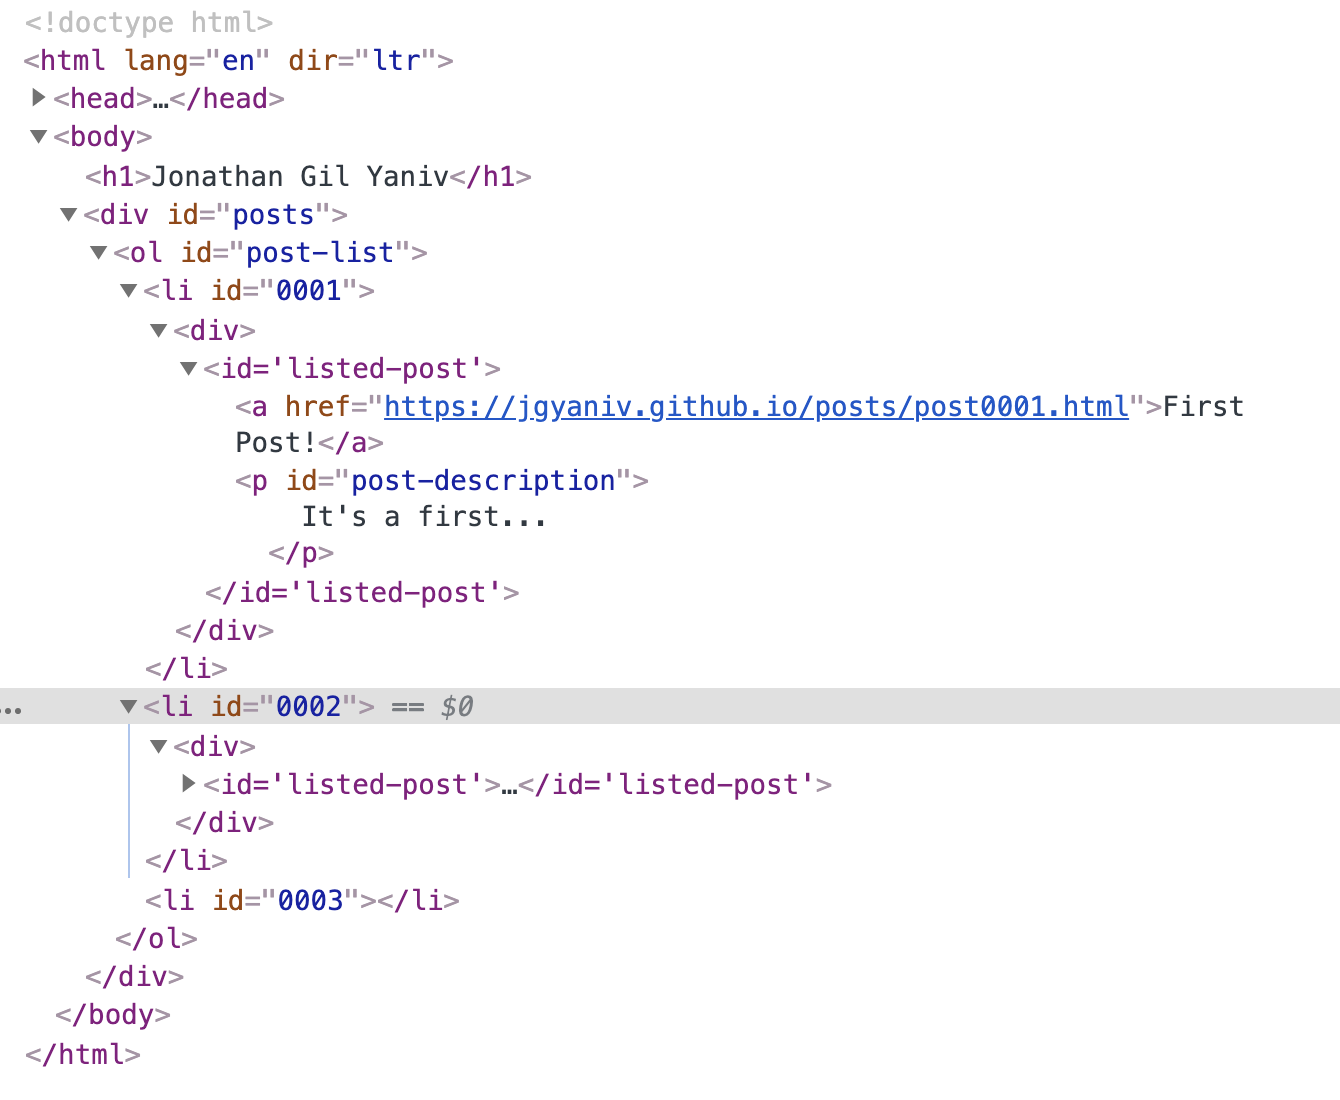 <!doctype html>
<html lang="en" dir="ltr">
<head>…</head>
<body>
<h1>Jonathan Gil Yaniv</h1>
<div id="posts">
<ol id="post-list">
<li id="0001">
<div>
<id='listed-post'>
<a href="https://jgyaniv.github.io/posts/post0001.html">First
Post!</a>
<p id="post-description">
It's a first...
</p>
</id='listed-post'>
</div>
</li>
<li id="0002"> == $0
<div>
<id='listed-post'>…</id='listed-post'>
</div>
</li>
<li id="0003"></li>
</ol>
</div>
</body>
</html>